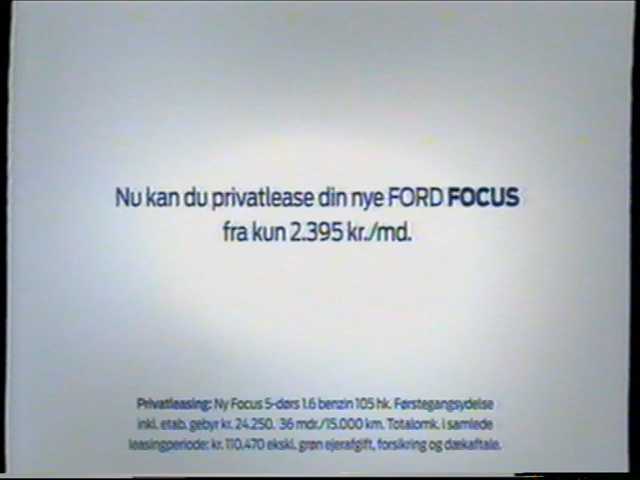 Nu kan du privatlease din nye FORD FOCUS
fra kun 2.395 kr./md.
Privatleasing: Ny Focus 5-dørs 1.6 benzin 105 hk. Førstegangsydelse
inkl. etab. gebyr kr. 24.250. 36 mdr./15.000 km. Totalomk. i samlede
leasingperiode: kr. 110.470 ekskl. grøn ejerafgift, forsikring og dækaftale.